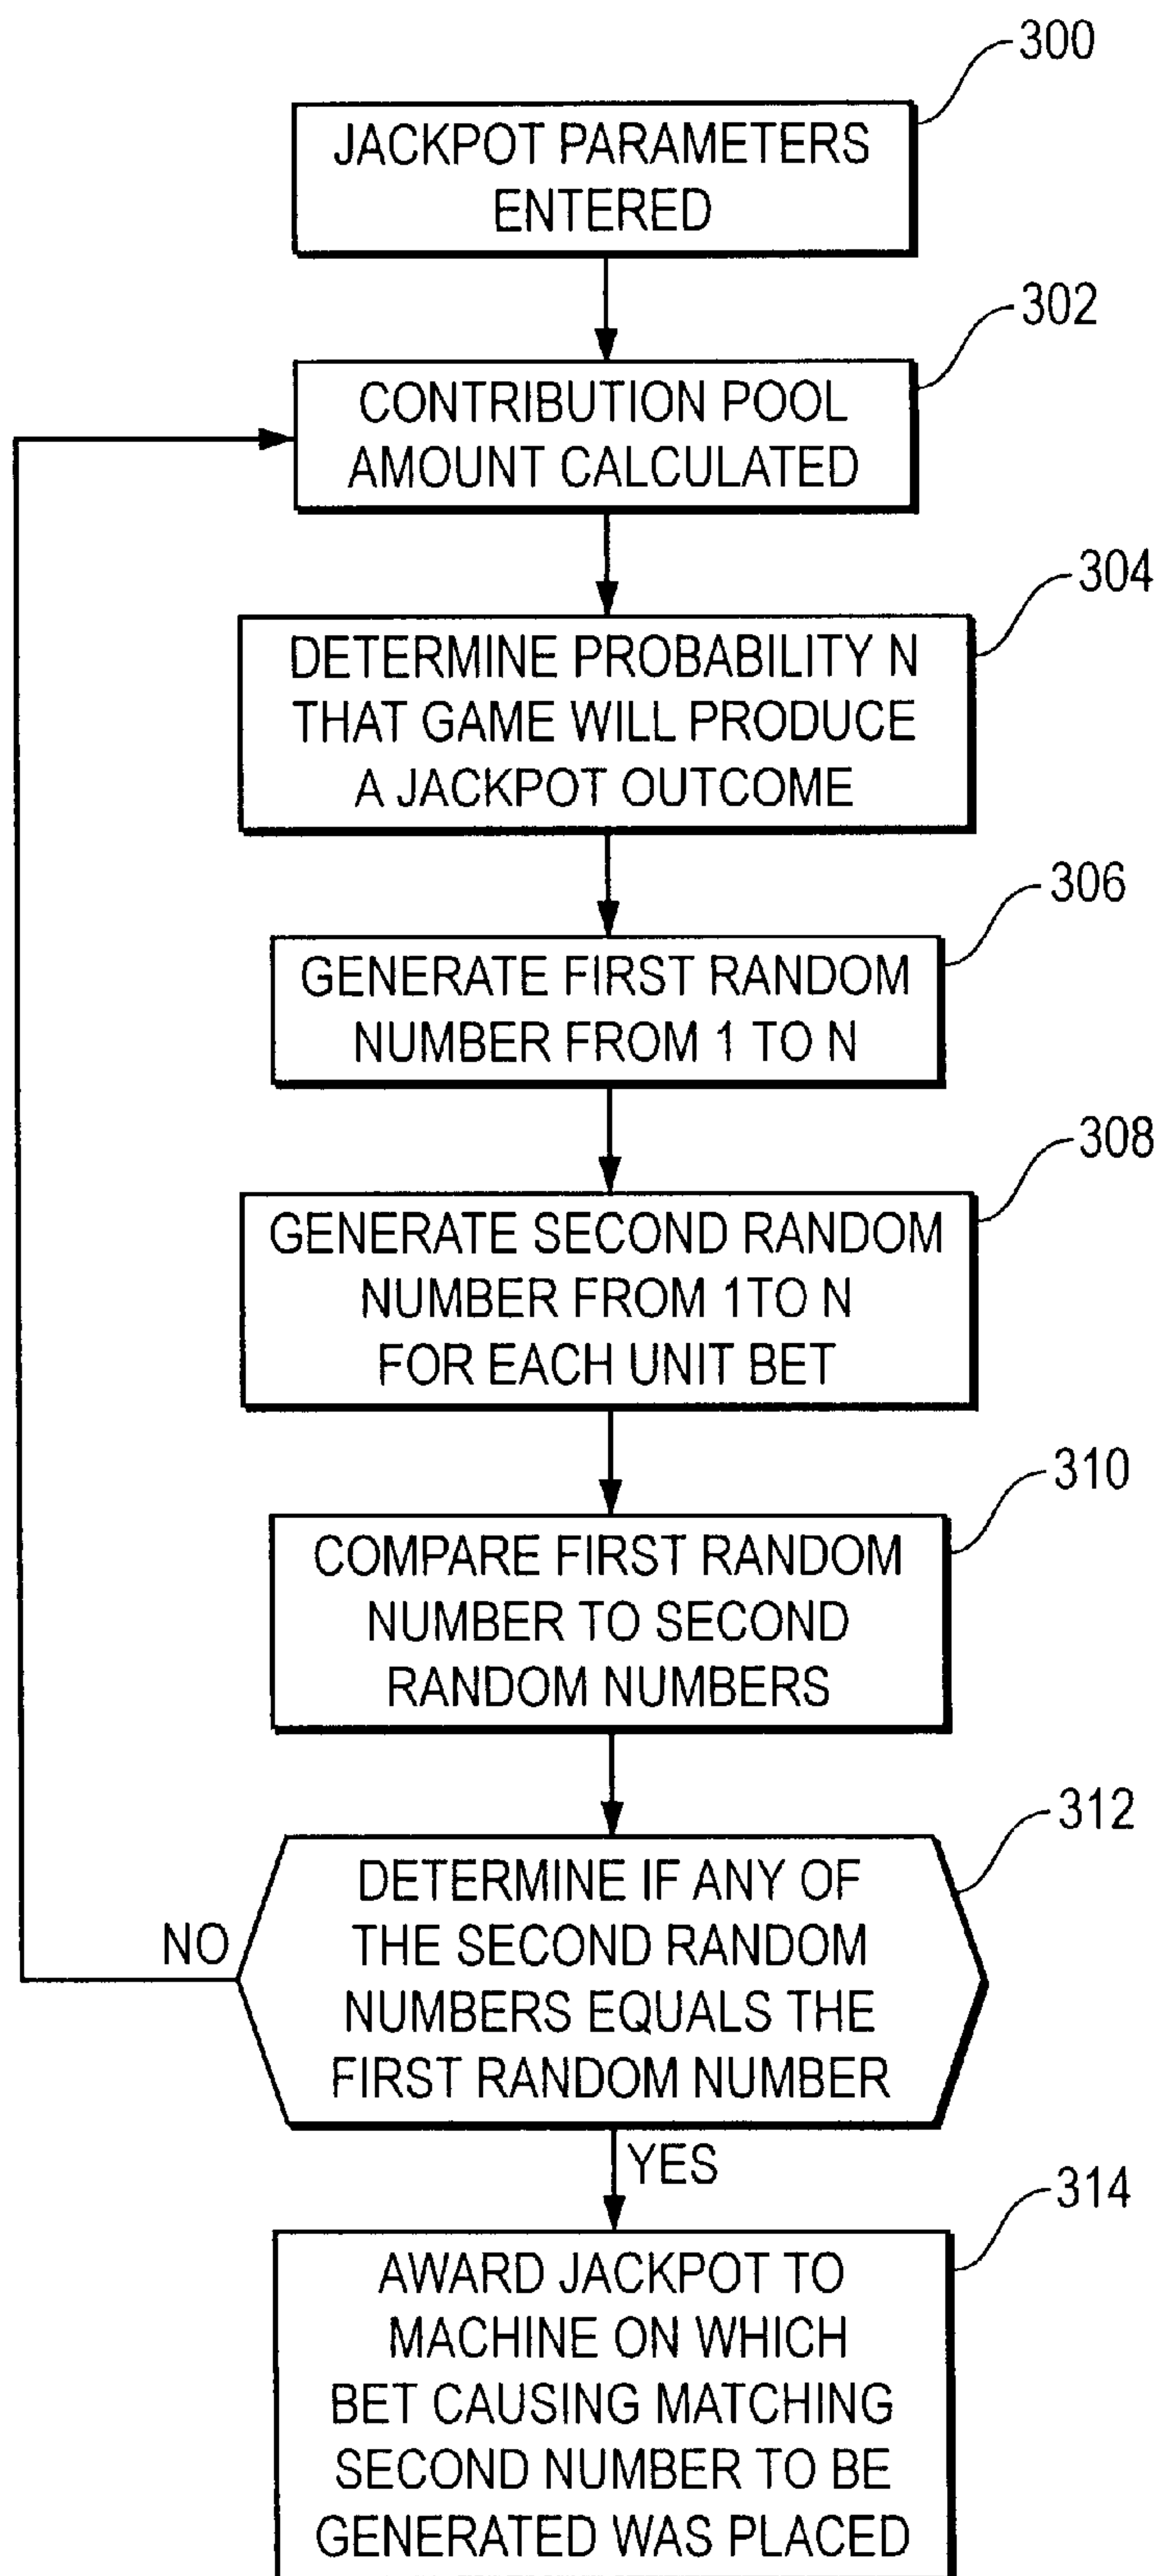 300
JACKPOT PARAMETERS
ENTERED
302
CONTRIBUTION POOL
AMOUNT CALCULATED
304
DETERMINE PROBABILITY N
THAT GAME WILL PRODUCE
A JACKPOT OUTCOME
306
GENERATE FIRST RANDOM
NUMBER FROM 1 TO N
308
GENERATE SECOND RANDOM
NUMBER FROM 1TO N
FOR EACH UNIT BET
310
COMPARE FIRST RANDOM
NUMBER TO SECOND
RANDOM NUMBERS
312
DETERMINE IF ANY OF
THE SECOND RANDOM
NUMBERS EQUALS THE
FIRST RANDOM NUMBER
NO
YES
314
AWARD JACKPOT TO
MACHINE ON WHICH
BET CAUSING MATCHING
SECOND NUMBER TO BE
GENERATED WAS PLACED